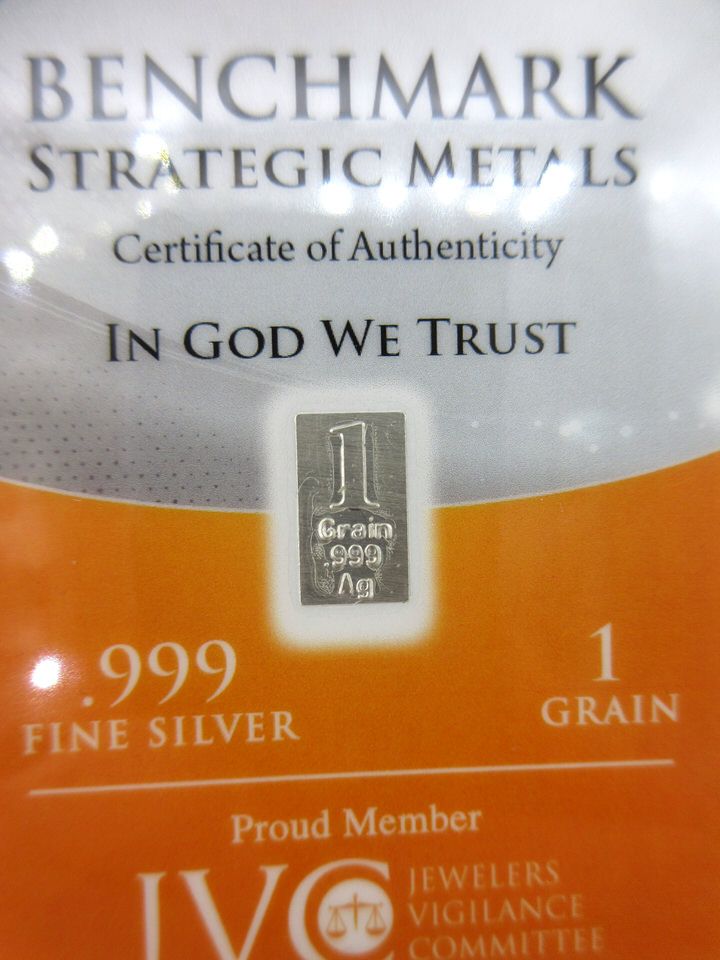 BENCHMARK
STRATEGIC METALS
Certificate of Authenticity
IN GOD WE TRUST
1
Grain
.999
Ag
.999
FINE SILVER
1
GRAIN
Proud Member
JVC
JEWELERS
VIGILANCE
COMMITTEE